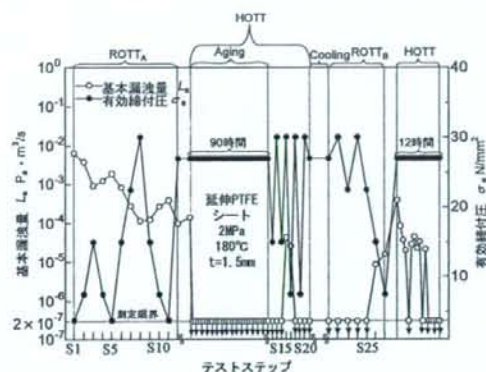 HOTT
ROTTA
Aging
Cooling
ROTTB
HOTT
基本漏洩量 La
有効締付圧 σa
90時間
12時間
延伸PTFE
シート
2MPa
180℃
t=1.5mm
測定限界
10^0
10^-1
10^-2
10^-3
10^-4
10^-5
10^-6
10^-7
2×10^-7
40
30
20
10
基本漏洩量 La Pa・m³/s
有効締付圧 σa N/mm²
S1
S5
S10
S15
S20
S25
テストステップ